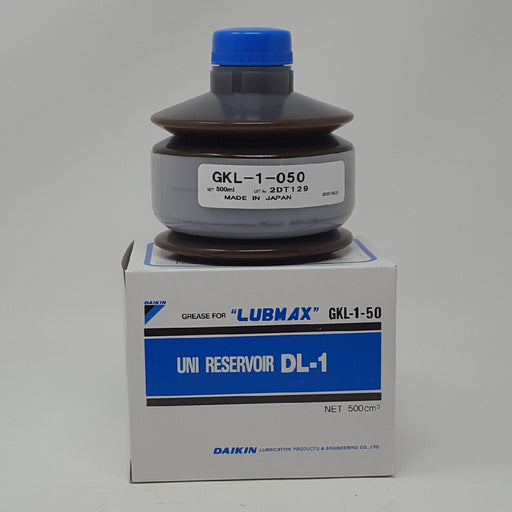 GKL-1-050
NET 500ml LOT No. 2DT129
MADE IN JAPAN
DAIKIN
GREASE FOR "LUBMAX" GKL-1-50
UNI RESERVOIR DL-1
NET 500cm³
DAIKIN LUBRICATION PRODUCTS & ENGINEERING CO., LTD.